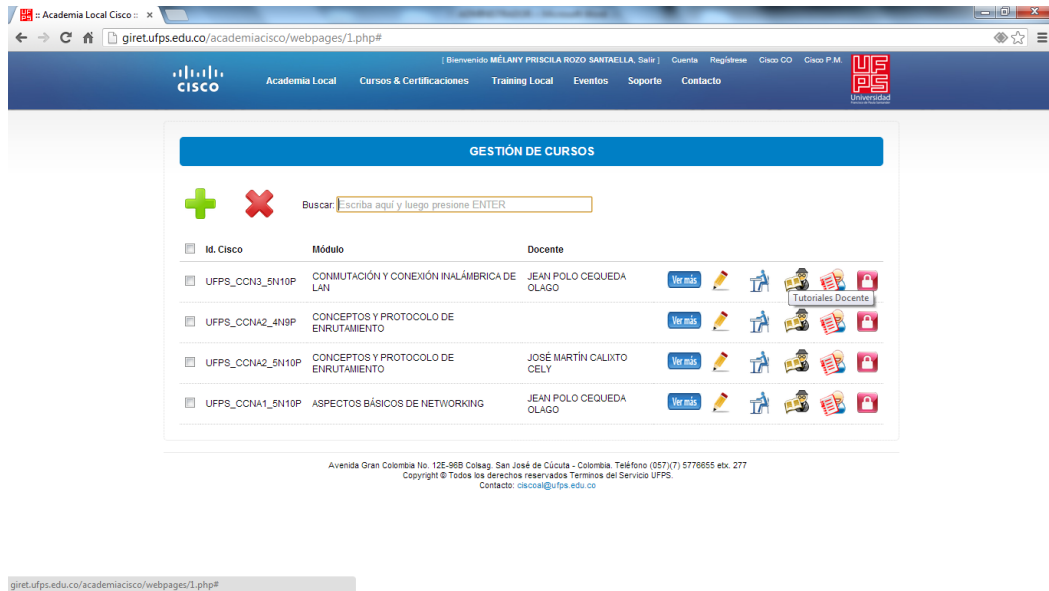 :: Academia Local Cisco ::
giret.ufps.edu.co/academiacisco/webpages/1.php#
[ Bienvenido MÉLANY PRISCILA ROZO SANTAELLA, Salir ] Cuenta Regístrese Cisco CO Cisco P.M.
CISCO
Academia Local Cursos & Certificaciones Training Local Eventos Soporte Contacto
UFPS
Universidad
GESTIÓN DE CURSOS
Buscar: Escriba aquí y luego presione ENTER
Id. Cisco Módulo Docente
UFPS_CCN3_5N10P CONMUTACIÓN Y CONEXIÓN INALÁMBRICA DE LAN JEAN POLO CEQUEDA OLAGO Ver más
Tutoriales Docente
UFPS_CCNA2_4N9P CONCEPTOS Y PROTOCOLO DE ENRUTAMIENTO Ver más
UFPS_CCNA2_5N10P CONCEPTOS Y PROTOCOLO DE ENRUTAMIENTO JOSÉ MARTÍN CALIXTO CELY Ver más
UFPS_CCNA1_5N10P ASPECTOS BÁSICOS DE NETWORKING JEAN POLO CEQUEDA OLAGO Ver más
Avenida Gran Colombia No. 12E-96B Colsag. San José de Cúcuta - Colombia. Teléfono (057)(7) 5776655 etx. 277
Copyright © Todos los derechos reservados Terminos del Servicio UFPS.
Contacto: ciscoal@ufps.edu.co
giret.ufps.edu.co/academiacisco/webpages/1.php#